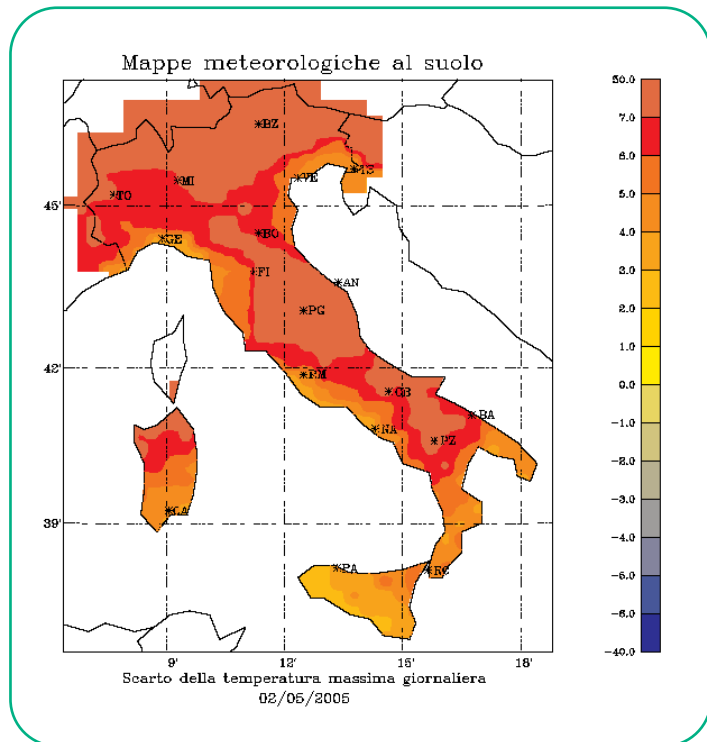 Mappe meteorologiche al suolo
50.0
7.0
6.0
5.0
4.0
3.0
2.0
1.0
0.0
-1.0
-2.0
-3.0
-4.0
-5.0
-6.0
-40.0
45'
42'
39'
*BZ
*MI
*TO
*VE
*TS
*GE
*BO
*FI
*AN
*PG
*RM
*CB
*BA
*NA
*PZ
*CA
*PA
*RC
9'
12'
15'
18'
Scarto della temperatura massima giornaliera
02/05/2005